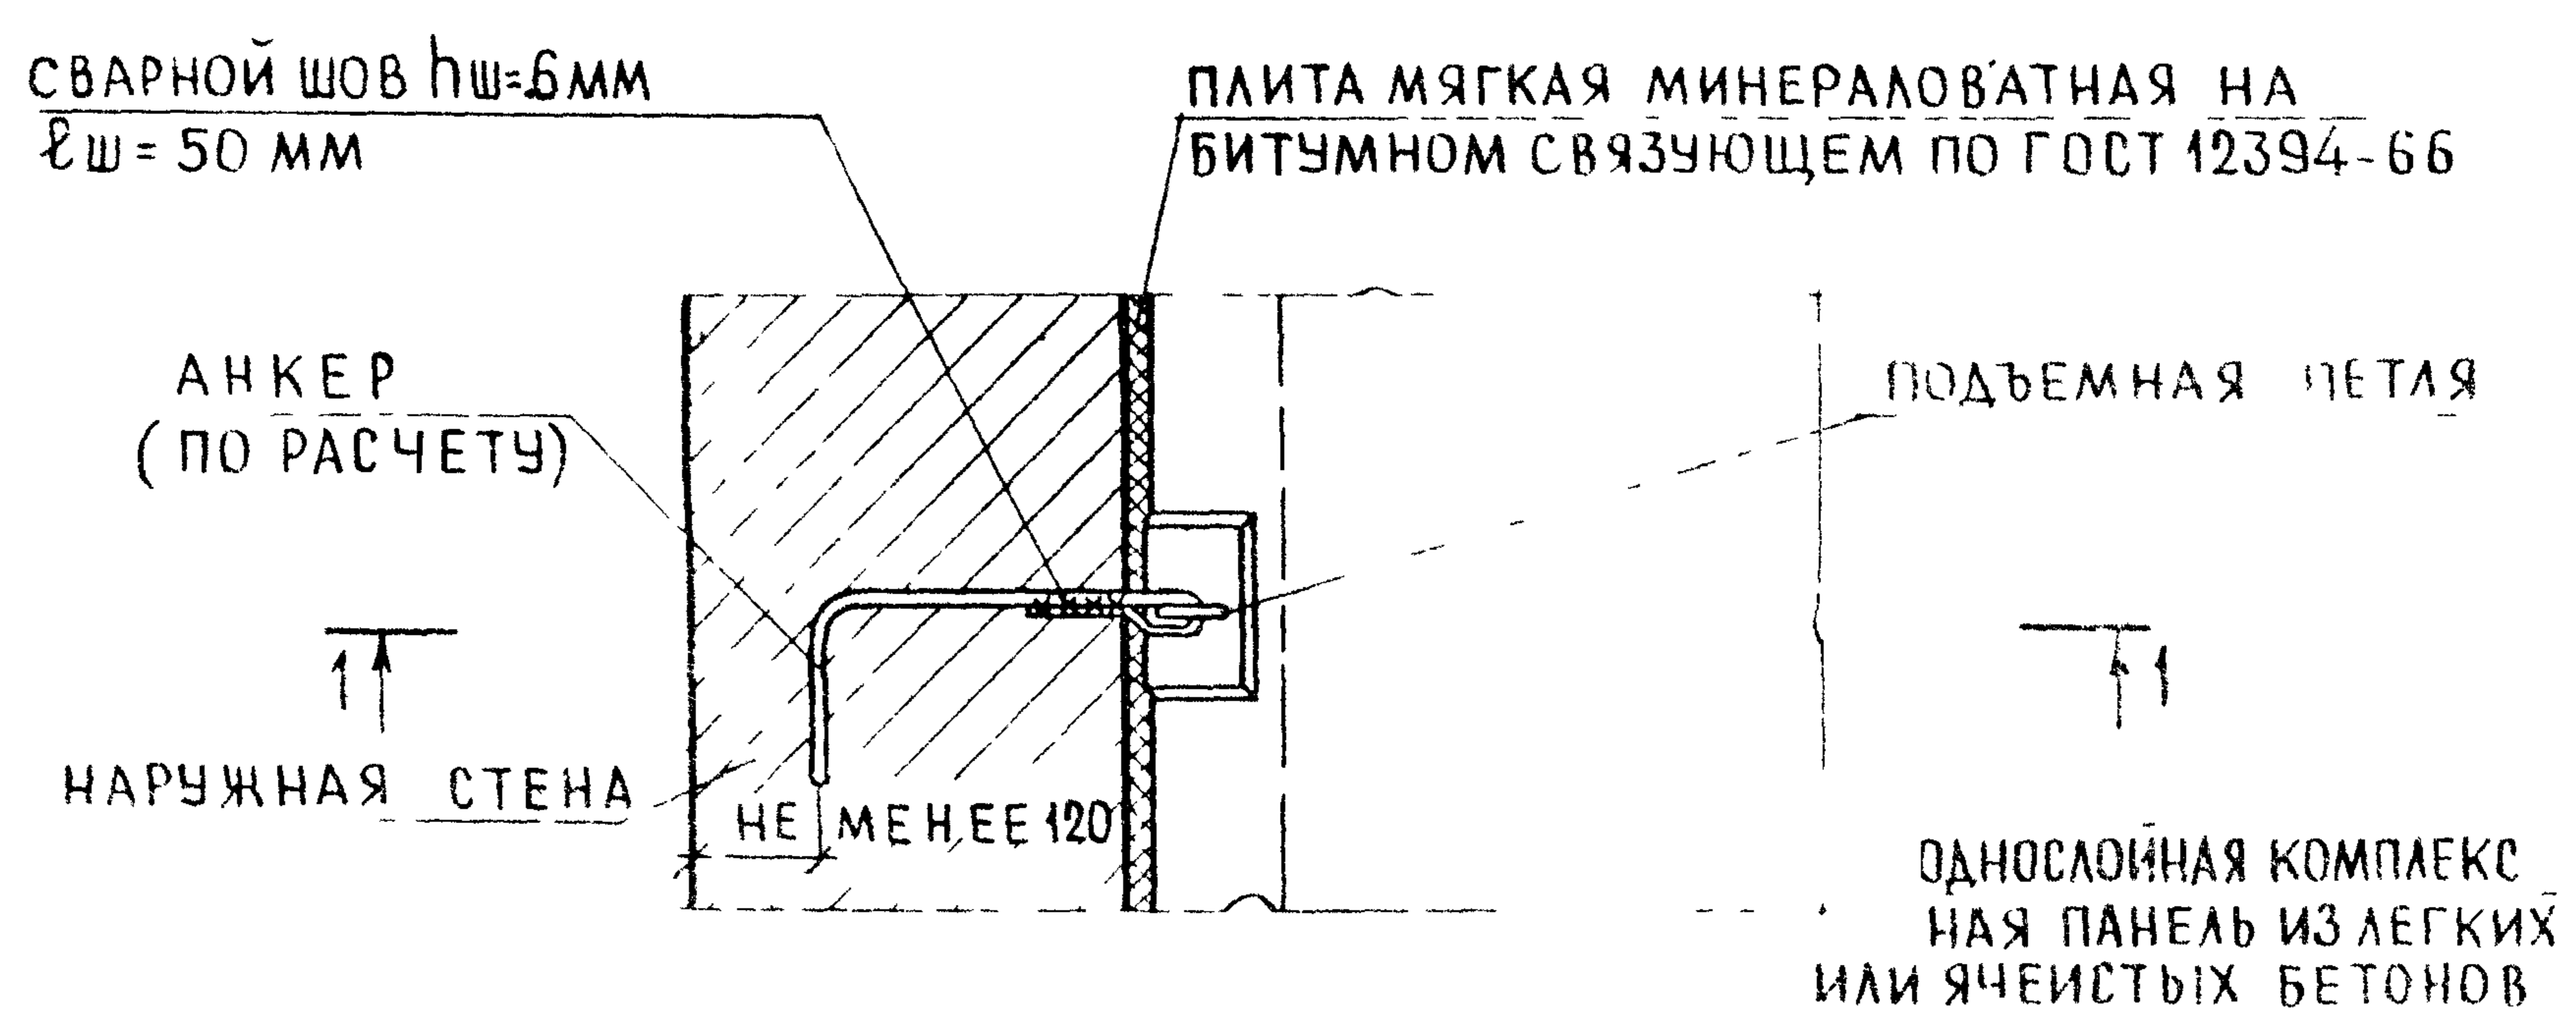 СВАРНОЙ ШОВ hш=6мм
ℓш = 50 мм
ПЛИТА МЯГКАЯ МИНЕРАЛОВАТНАЯ НА
БИТУМНОМ СВЯЗУЮЩЕМ ПО ГОСТ 12394-66
АНКЕР
(ПО РАСЧЕТУ)
ПОДЪЕМНАЯ ПЕТЛЯ
1
1
НАРУЖНАЯ СТЕНА
НЕ МЕНЕЕ 120
ОДНОСЛОЙНАЯ КОМПЛЕКС
НАЯ ПАНЕЛЬ ИЗ ЛЕГКИХ
ИЛИ ЯЧЕИСТЫХ БЕТОНОВ